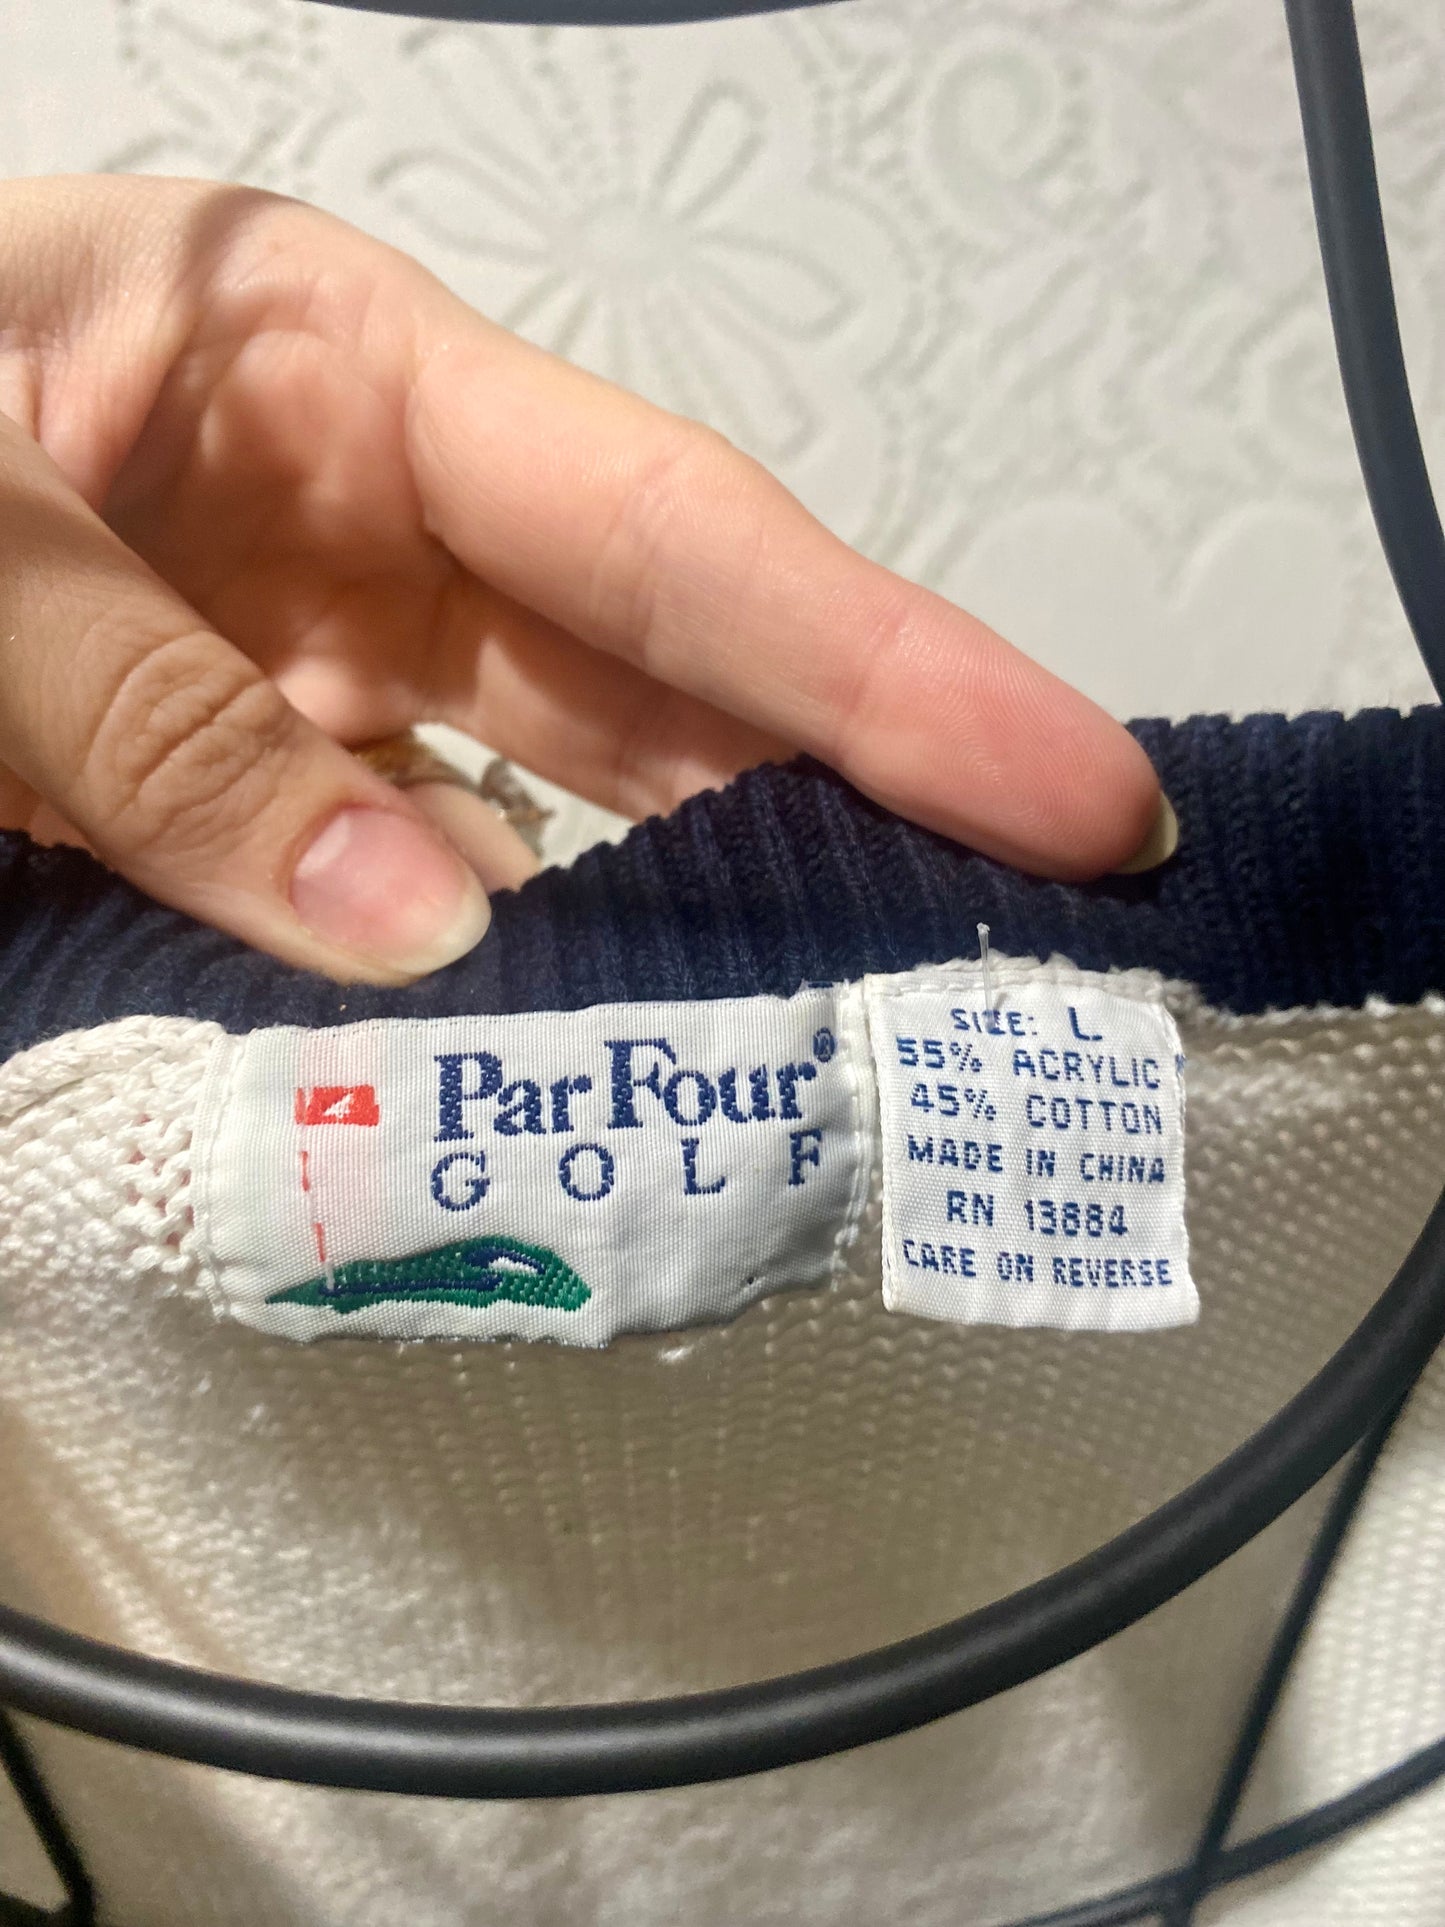 4
Par Four®
GOLF
SIZE: L
55% ACRYLIC
45% COTTON
MADE IN CHINA
RN 13884
CARE ON REVERSE